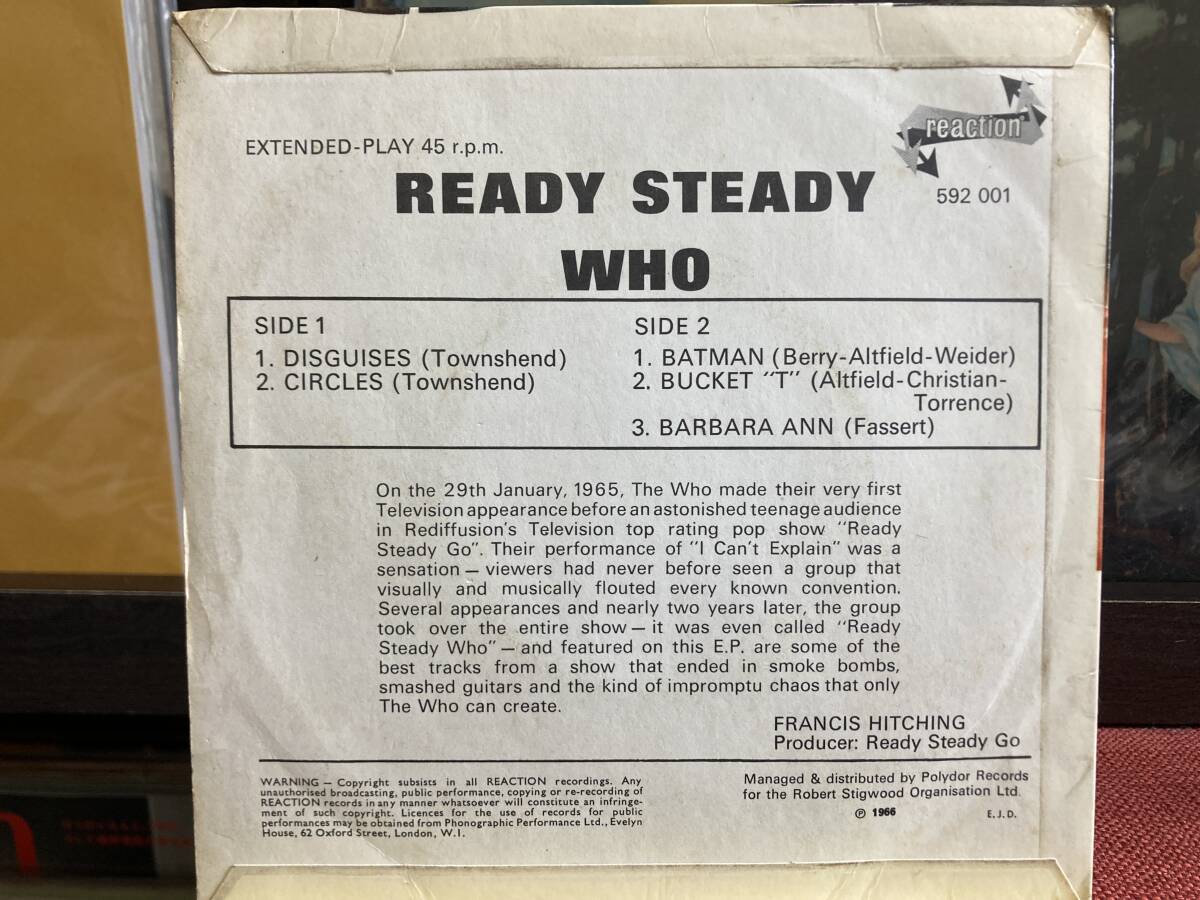 reaction
EXTENDED-PLAY 45 r.p.m.
READY STEADY
592 001
WHO
SIDE 1
1. DISGUISES (Townshend)
2. CIRCLES (Townshend)
SIDE 2
1. BATMAN (Berry-Altfield-Weider)
2. BUCKET "T" (Altfield-Christian-
Torrence)
3. BARBARA ANN (Fassert)
On the 29th January, 1965, The Who made their very first
Television appearance before an astonished teenage audience
in Rediffusion's Television top rating pop show "Ready
Steady Go". Their performance of "I Can't Explain" was a
sensation — viewers had never before seen a group that
visually and musically flouted every known convention.
Several appearances and nearly two years later, the group
took over the entire show — it was even called "Ready
Steady Who" — and featured on this E.P. are some of the
best tracks from a show that ended in smoke bombs,
smashed guitars and the kind of impromptu chaos that only
The Who can create.
FRANCIS HITCHING
Producer: Ready Steady Go
WARNING — Copyright subsists in all REACTION recordings. Any
unauthorised broadcasting, public performance, copying or re-recording of
REACTION records in any manner whatsoever will constitute an infringe-
ment of such copyright. Licences for the use of records for public
performances may be obtained from Phonographic Performance Ltd., Evelyn
House, 62 Oxford Street, London, W.I.
Managed & distributed by Polydor Records
for the Robert Stigwood Organisation Ltd.
℗ 1966
E.J.D.